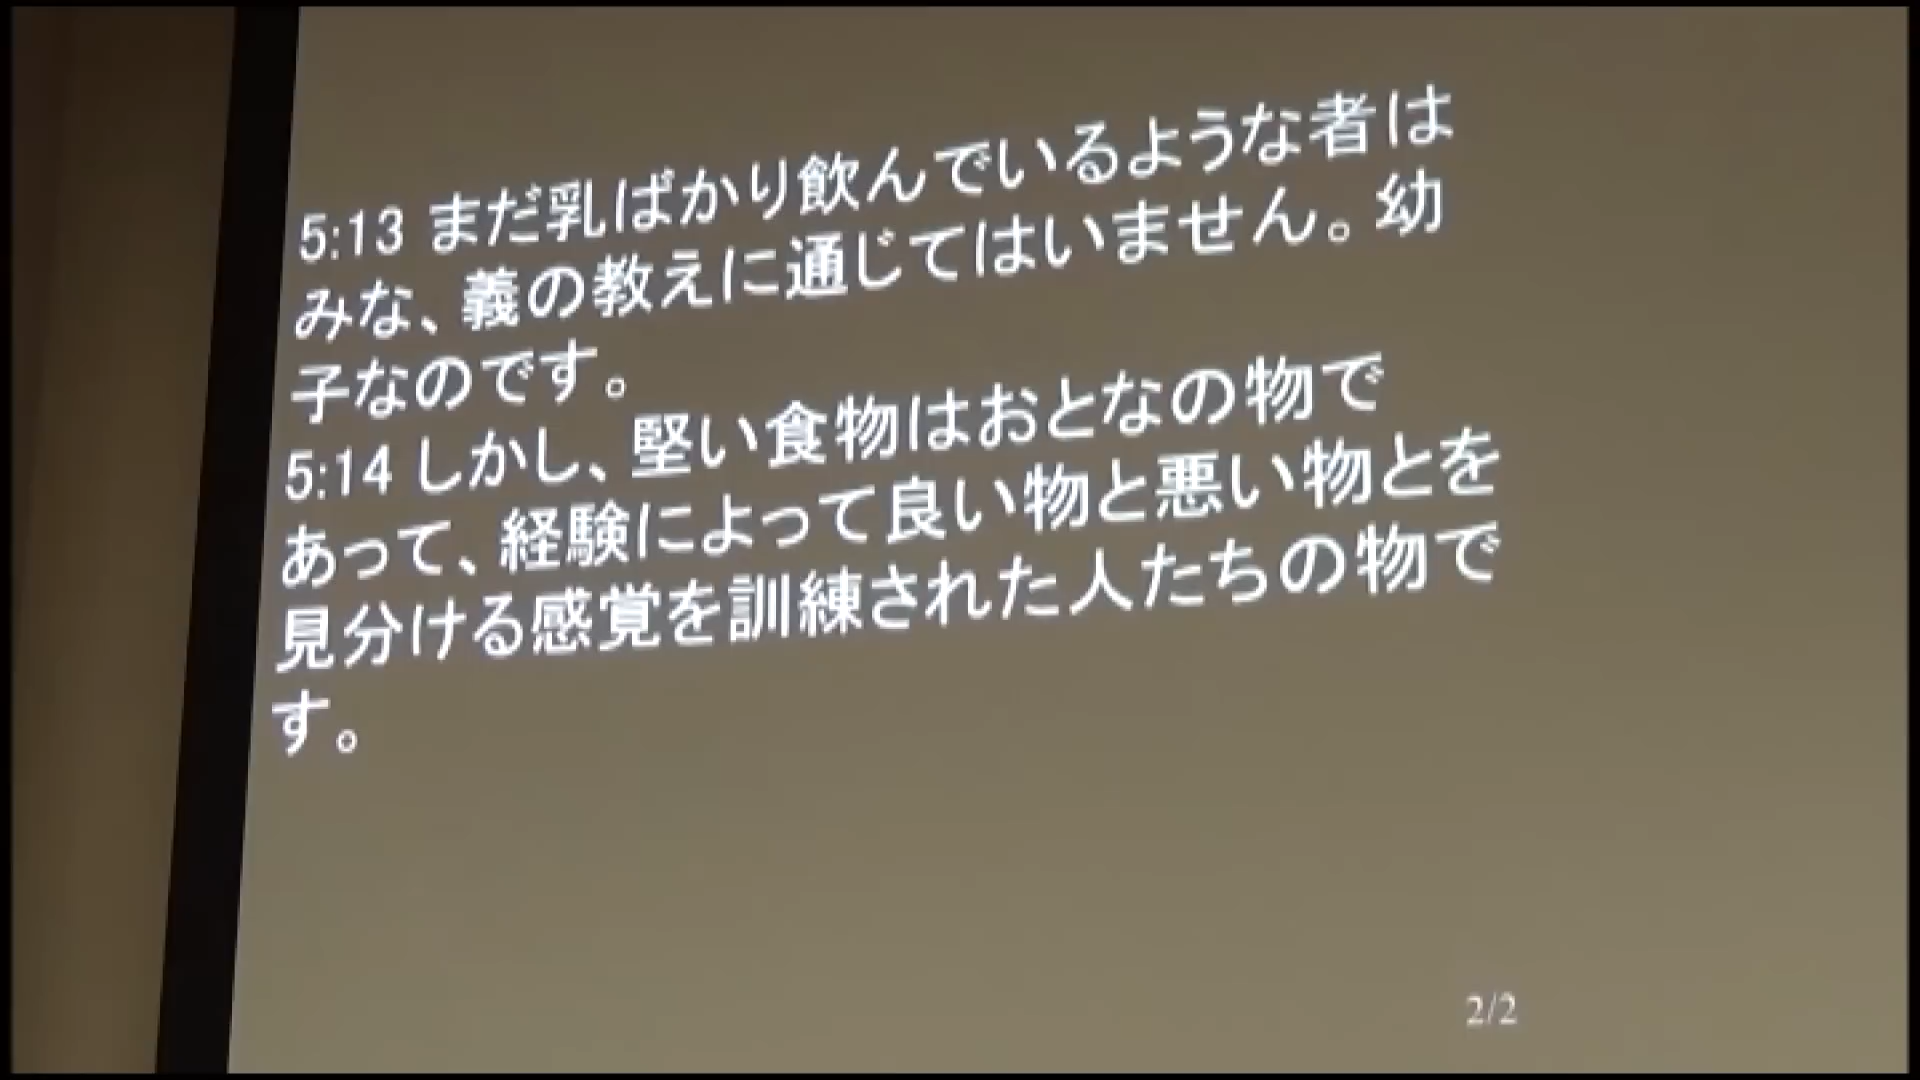 5:13 まだ乳ばかり飲んでいるような者は
みな、義の教えに通じてはいません。幼
子なのです。
5:14 しかし、堅い食物はおとなの物で
あって、経験によって良い物と悪い物とを
見分ける感覚を訓練された人たちの物で
す。
2/2